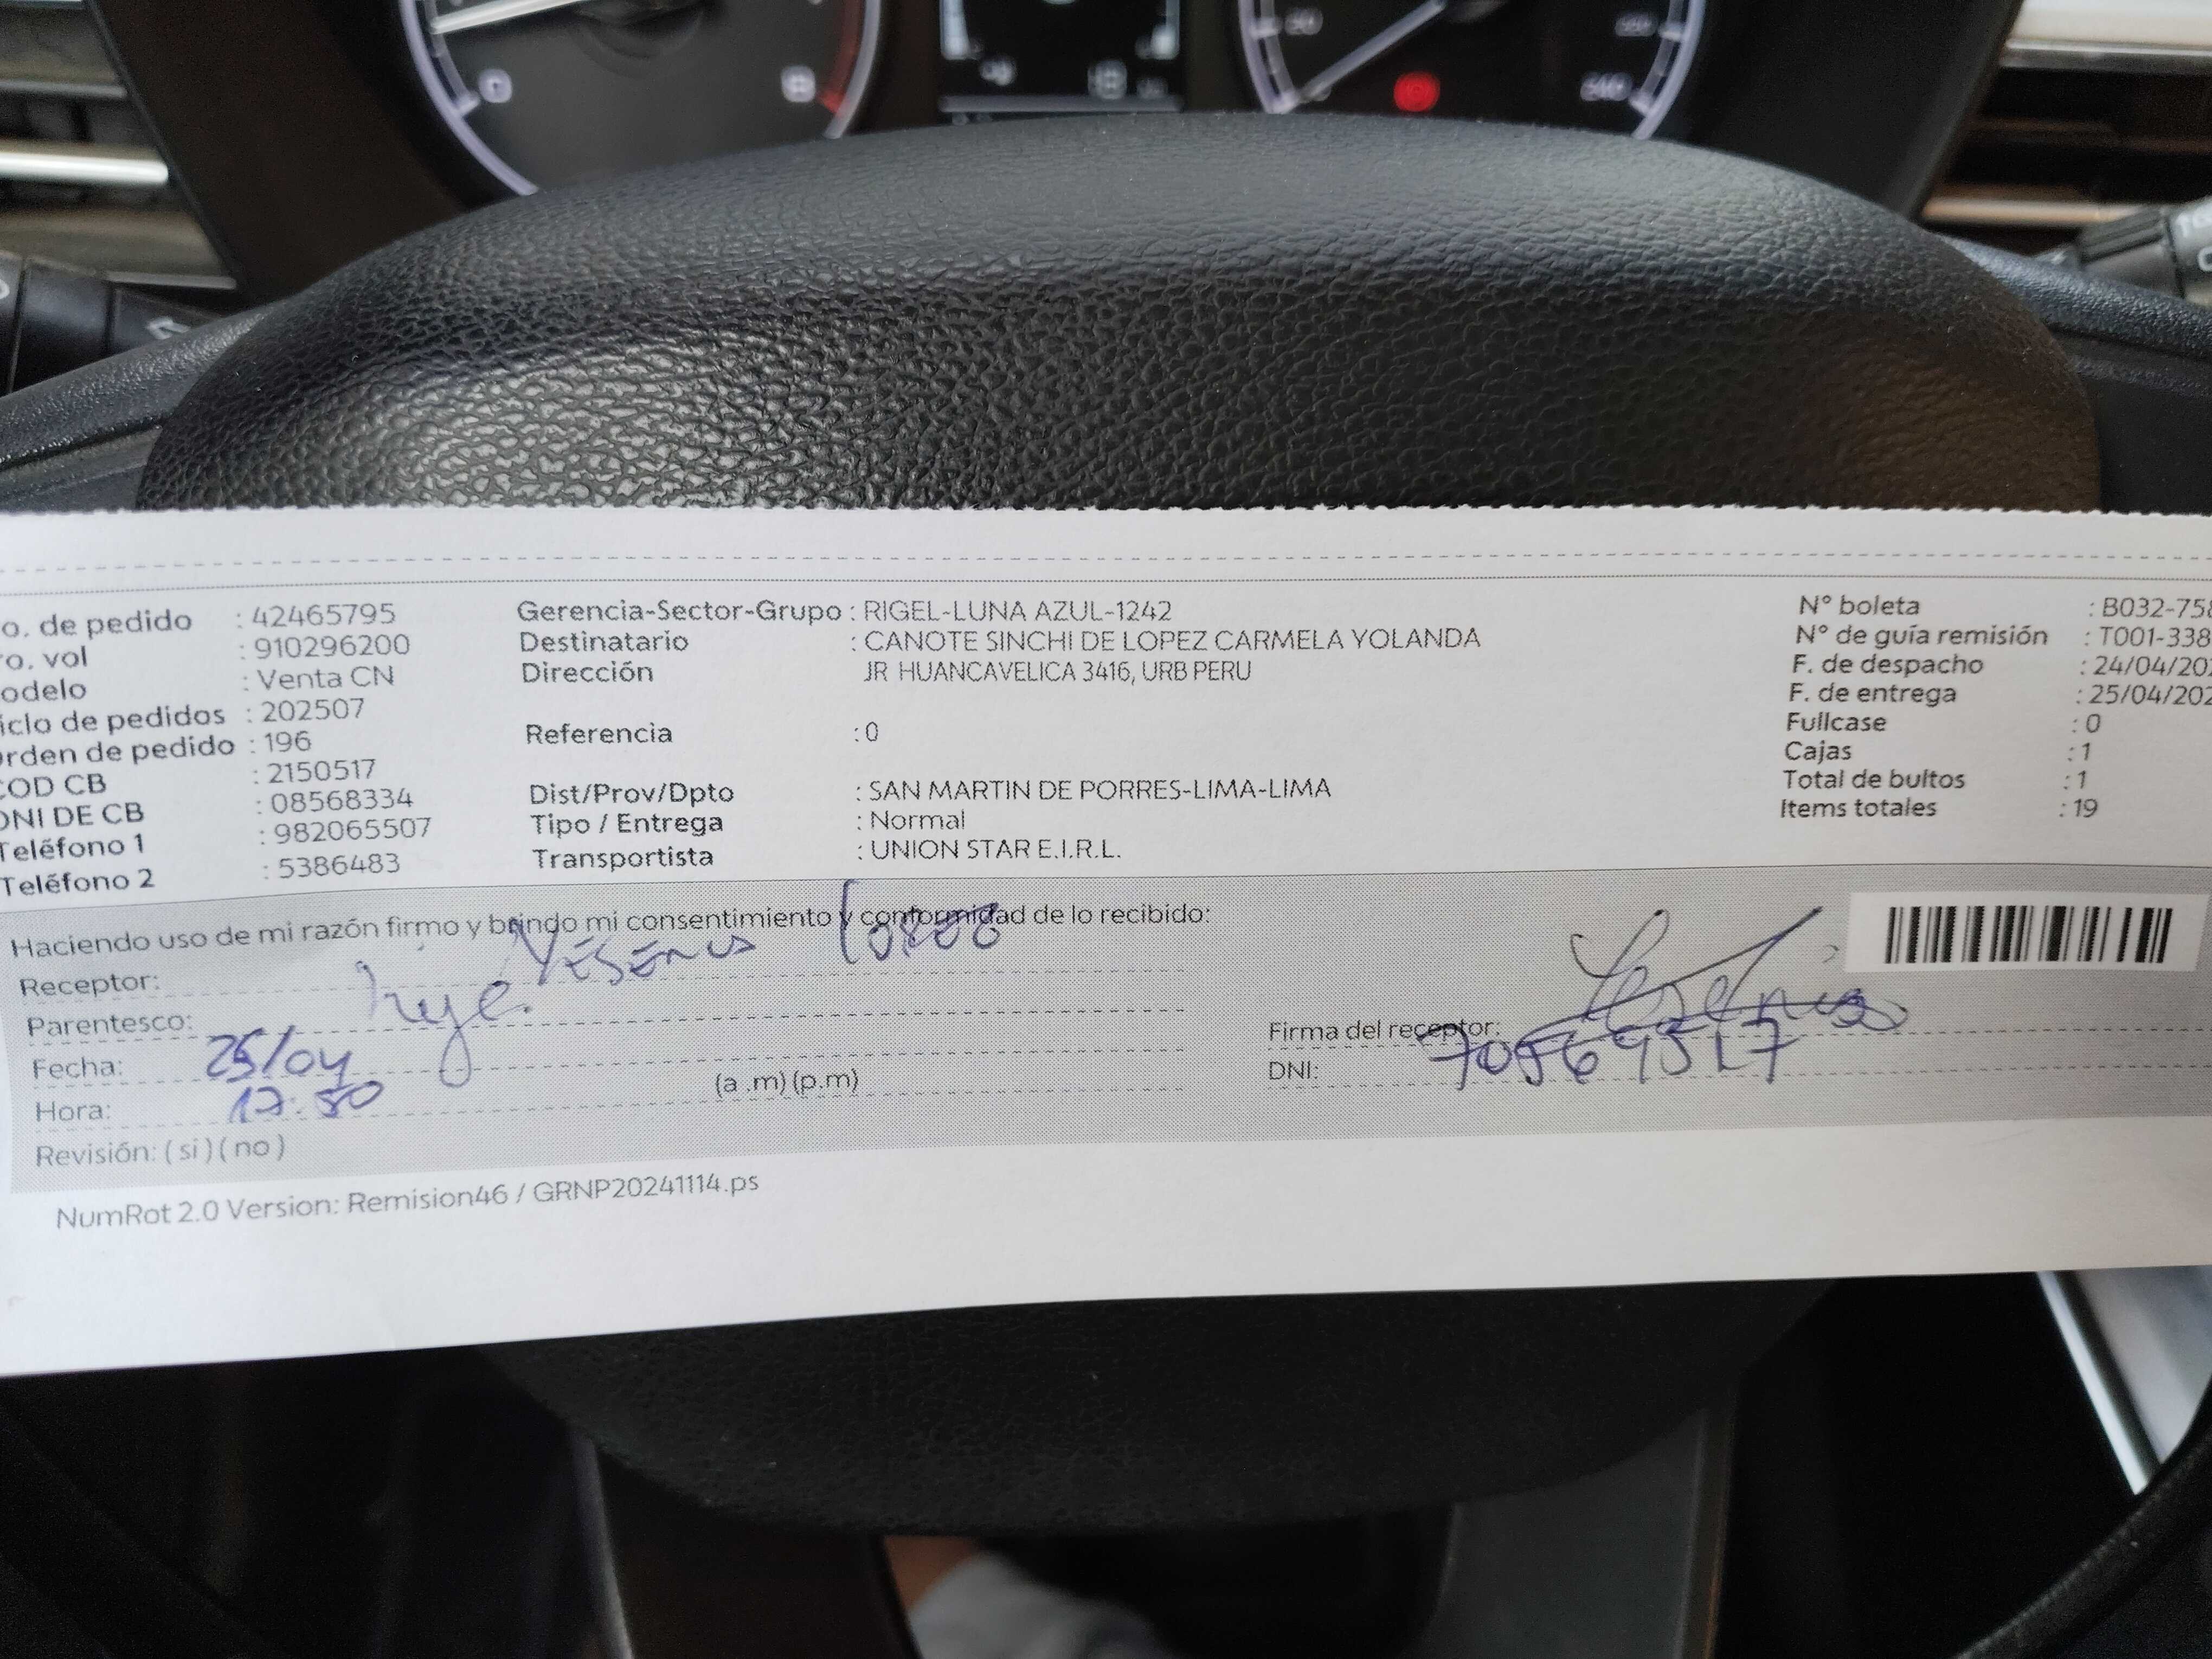 o. de pedido : 42465795
ro. vol : 910296200
odelo : Venta CN
iclo de pedidos : 202507
rden de pedido : 196
COD CB : 2150517
DNI DE CB : 08568334
Teléfono 1 : 982065507
Teléfono 2 : 5386483
Gerencia-Sector-Grupo : RIGEL-LUNA AZUL-1242
Destinatario : CANOTE SINCHI DE LOPEZ CARMELA YOLANDA
Dirección JR HUANCAVELICA 3416, URB PERU
Referencia : 0
Dist/Prov/Dpto : SAN MARTIN DE PORRES-LIMA-LIMA
Tipo / Entrega : Normal
Transportista : UNION STAR E.I.R.L.
N° boleta : B032-758
N° de guía remisión : T001-338
F. de despacho : 24/04/202
F. de entrega : 25/04/202
Fullcase : 0
Cajas : 1
Total de bultos : 1
Items totales : 19
Haciendo uso de mi razón firmo y brindo mi consentimiento y conformidad de lo recibido:
Receptor:
Parentesco:
Fecha: 25/04
Hora: 17:50 (a .m) (p.m)
Revisión: ( si ) ( no )
Firma del receptor:
DNI:
NumRot 2.0 Version: Remision46 / GRNP20241114.ps